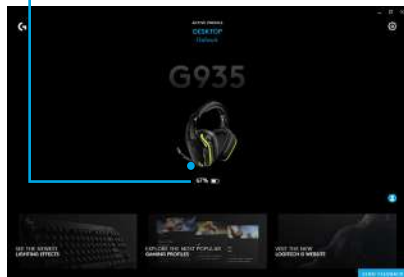 ACTIVE PROFILE
DESKTOP
Default
G935
67%
SEE THE NEWEST
LIGHTING EFFECTS
EXPLORE THE MOST POPULAR
GAMING PROFILES
VISIT THE NEW
LOGITECH G WEBSITE
SEND FEEDBACK